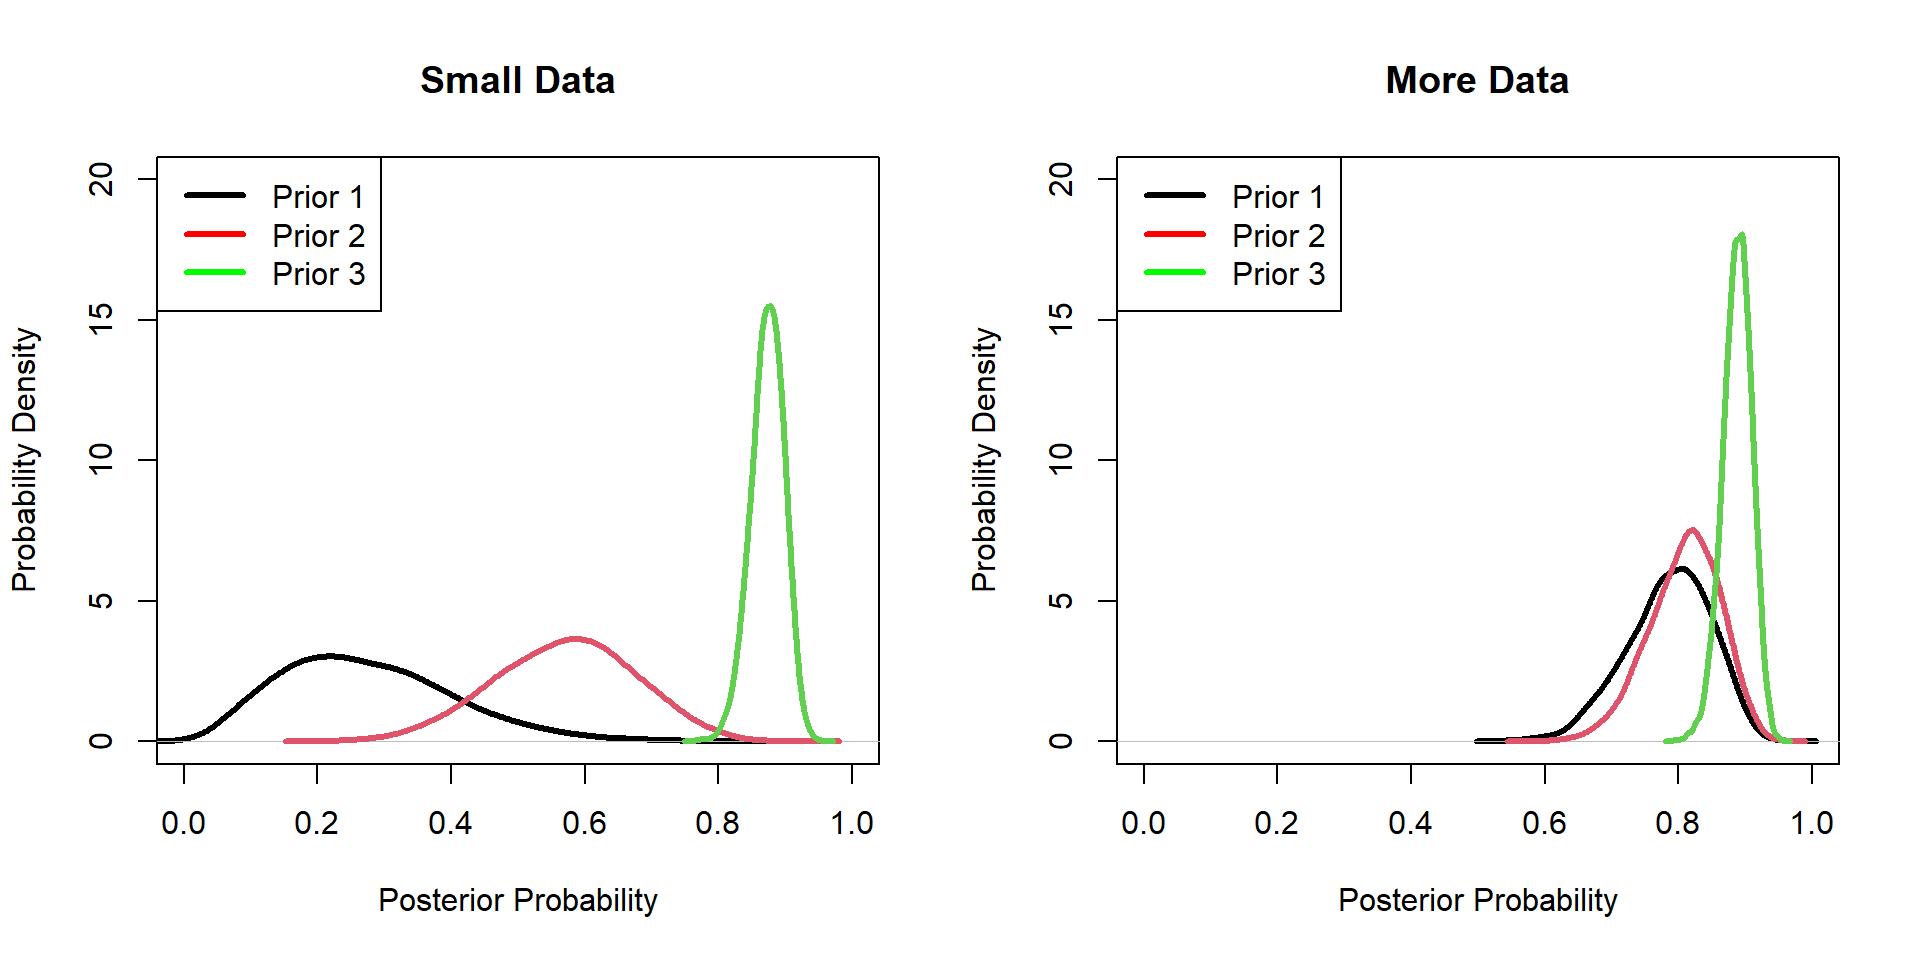 Small Data
Prior 1
Prior 2
Prior 3
Probability Density
20
15
10
5
0
0.0 0.2 0.4 0.6 0.8 1.0
Posterior Probability
More Data
Prior 1
Prior 2
Prior 3
Probability Density
20
15
10
5
0
0.0 0.2 0.4 0.6 0.8 1.0
Posterior Probability